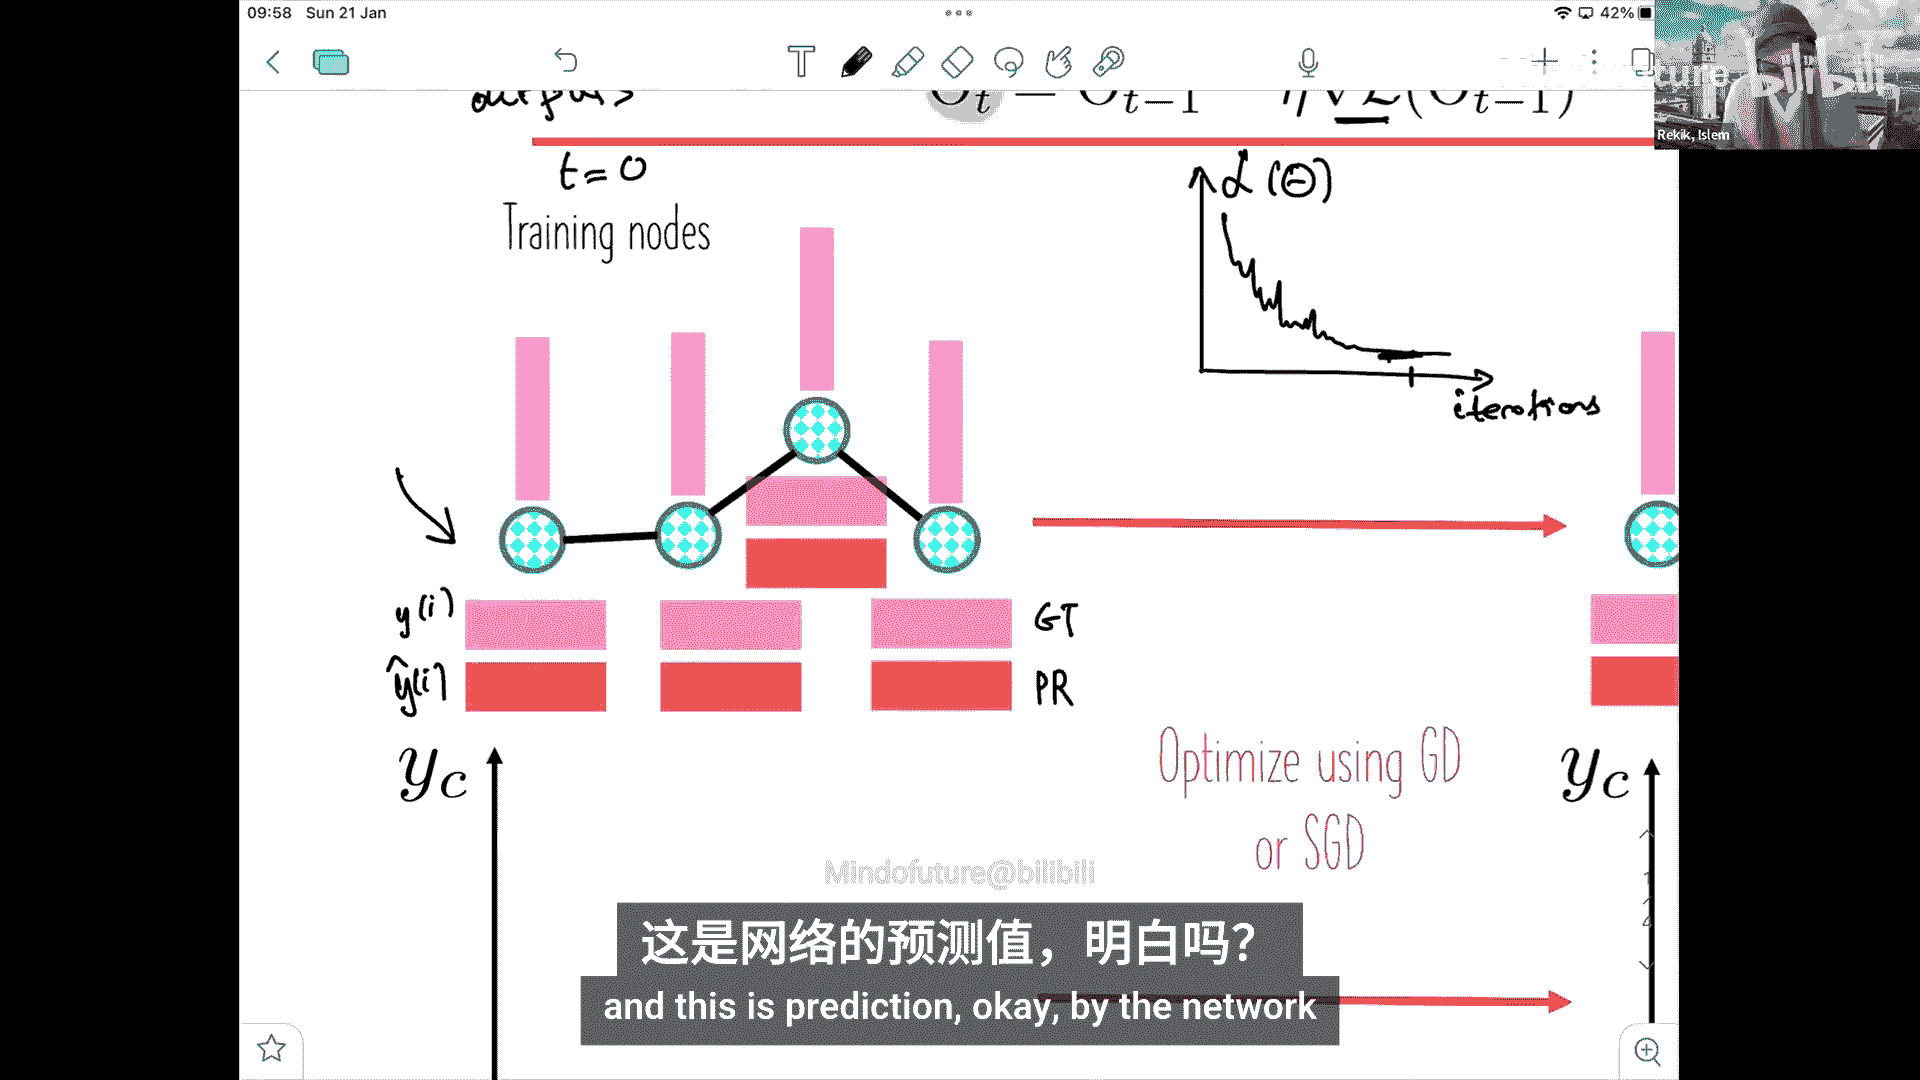 09:58 Sun 21 Jan
42%
bilibili
Rekik, Islem
outputs
t = 0
L(Θ)
Training nodes
iterations
y(i)
GT
ŷ(i)
PR
y_C
Optimize using GD
or SGD
y_C
Mindofuture@bilibili
这是网络的预测值，明白吗？
and this is prediction, okay, by the network